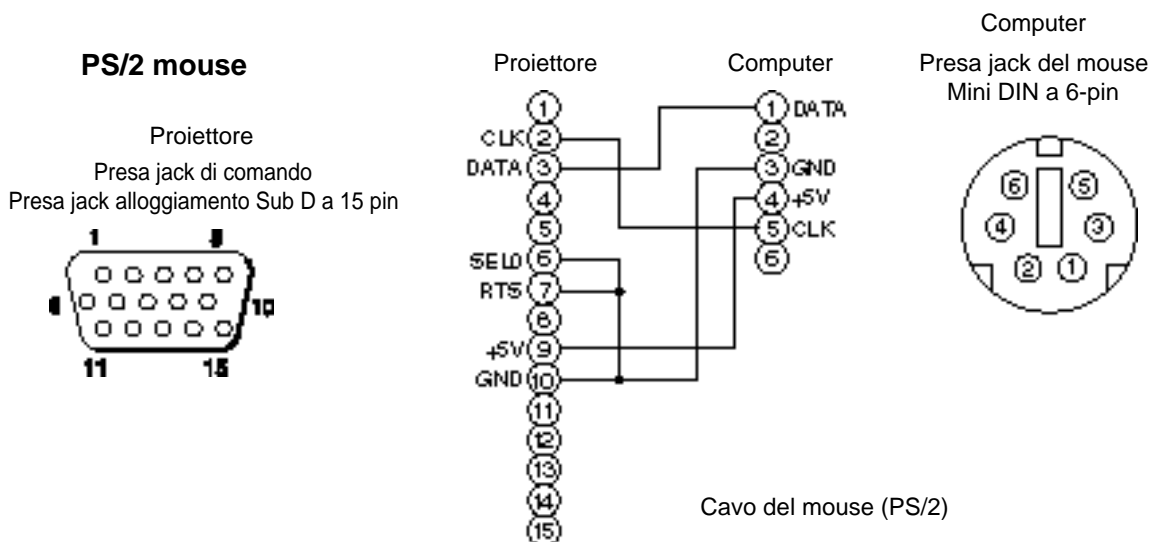 PS/2 mouse
Proiettore
Presa jack di comando
Presa jack alloggiamento Sub D a 15 pin
1
10
11 15
Proiettore Computer
1
CLK 2
DATA 3
4
5
SEL0 6
RTS 7
8
+5V 9
GND 10
11
12
13
14
15
1 DATA
2
3 GND
4 +5V
5 CLK
6
Cavo del mouse (PS/2)
Computer
Presa jack del mouse
Mini DIN a 6-pin
6 5
4 3
2 1